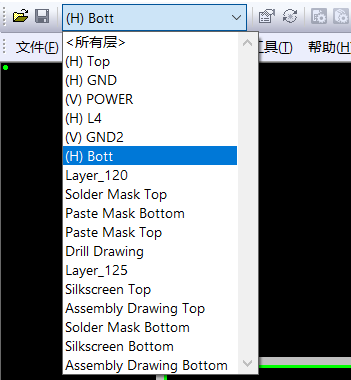 (H) Bott
文件(F)
工具(T)
帮助(H)
<所有层>
(H) Top
(H) GND
(V) POWER
(H) L4
(V) GND2
(H) Bott
Layer_120
Solder Mask Top
Paste Mask Bottom
Paste Mask Top
Drill Drawing
Layer_125
Silkscreen Top
Assembly Drawing Top
Solder Mask Bottom
Silkscreen Bottom
Assembly Drawing Bottom